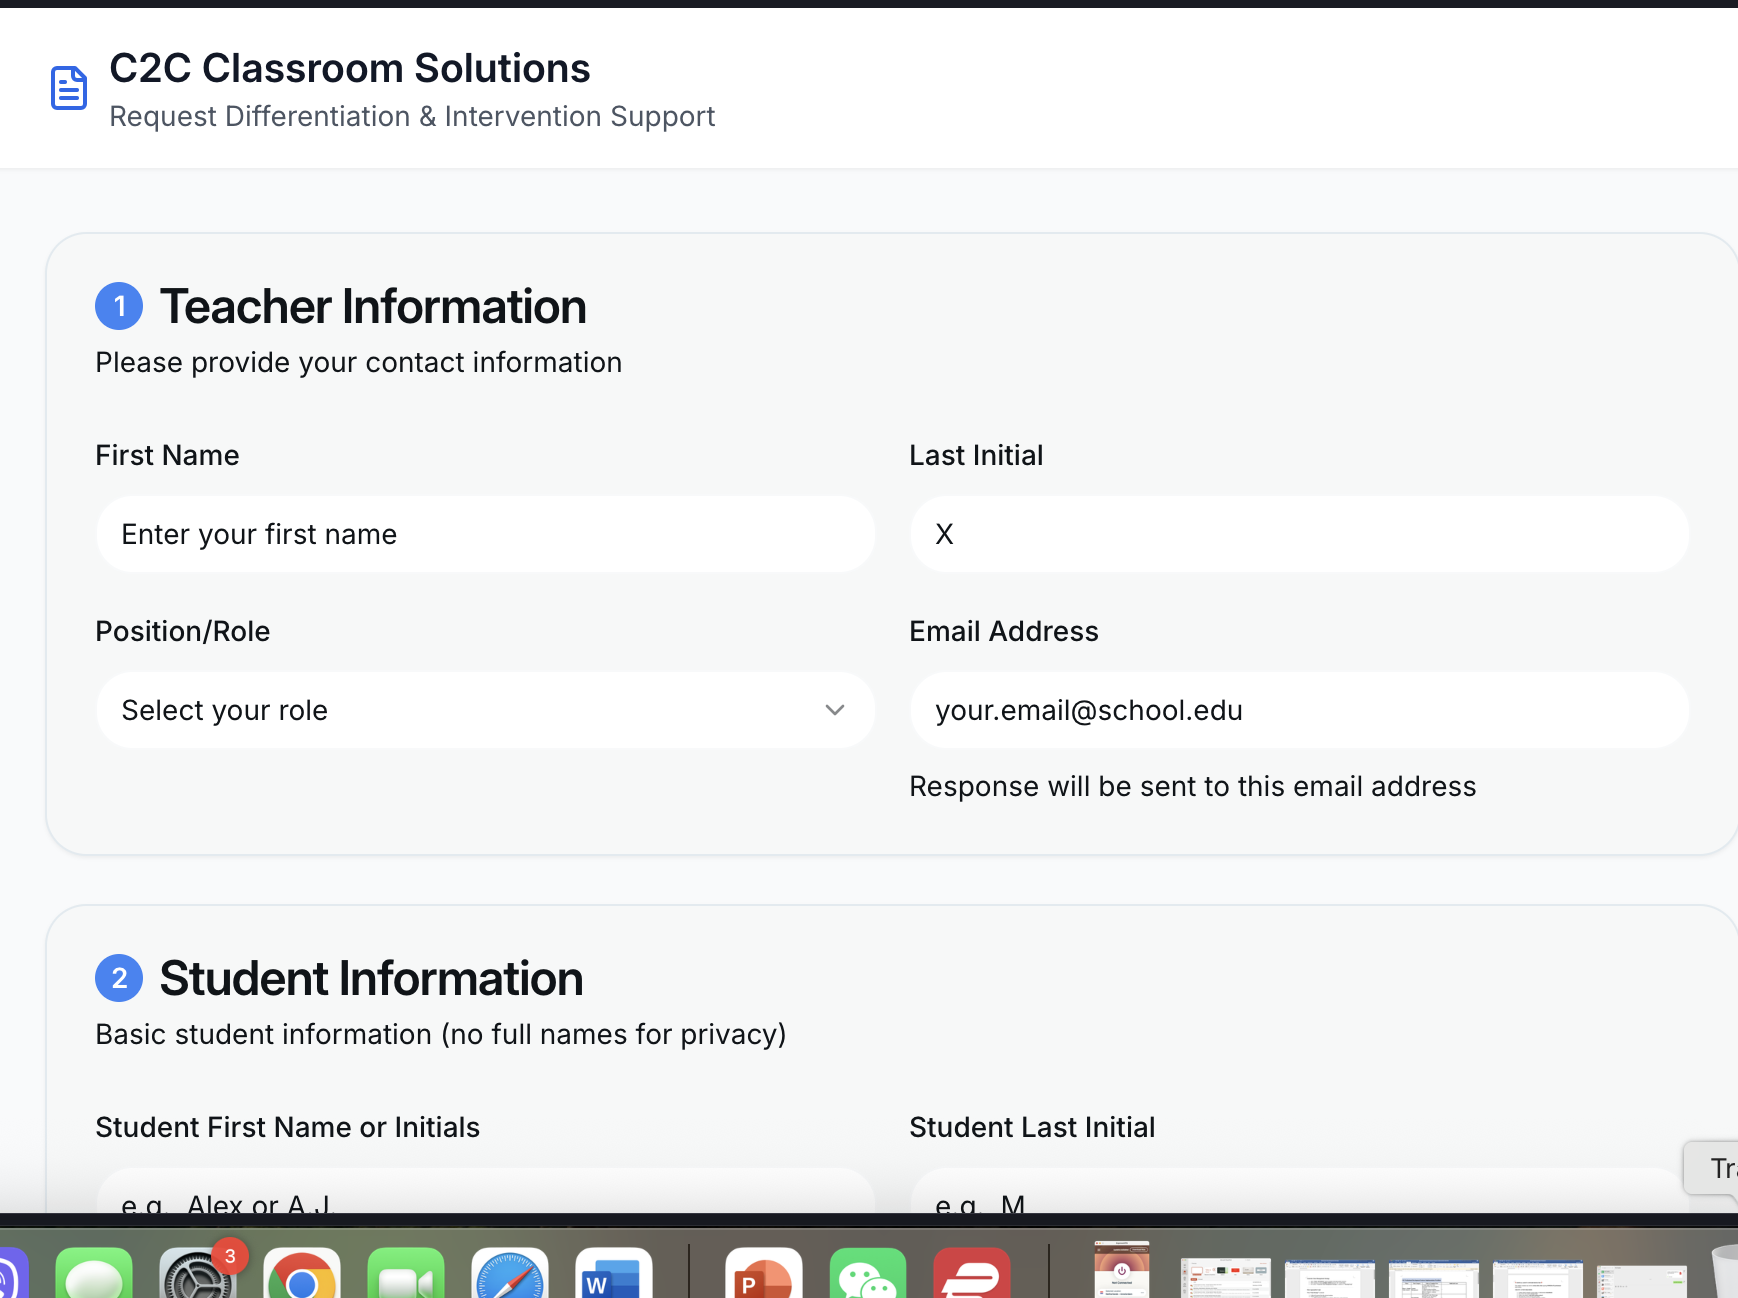 C2C Classroom Solutions
Request Differentiation & Intervention Support
1 Teacher Information
Please provide your contact information
First Name
Last Initial
Enter your first name
X
Position/Role
Email Address
Select your role
your.email@school.edu
Response will be sent to this email address
2 Student Information
Basic student information (no full names for privacy)
Student First Name or Initials
Student Last Initial
e.g., Alex or A.J.
e.g., M
3
W
P